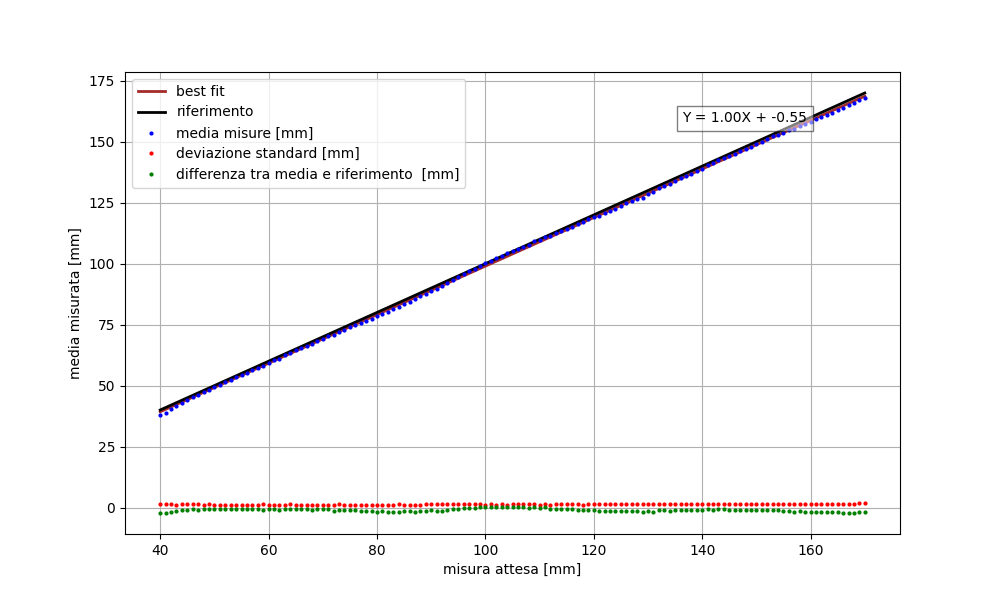 best fit
riferimento
media misure [mm]
deviazione standard [mm]
differenza tra media e riferimento  [mm]
Y = 1.00X + -0.55
media misurata [mm]
175
150
125
100
75
50
25
0
40
60
80
100
120
140
160
misura attesa [mm]